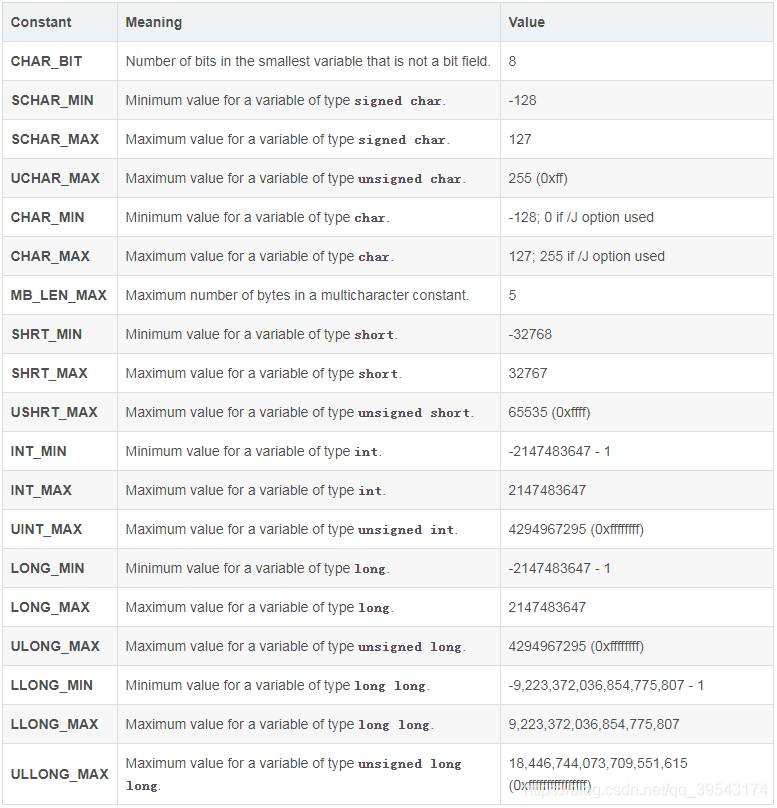 Constant Meaning Value
CHAR_BIT Number of bits in the smallest variable that is not a bit field. 8
SCHAR_MIN Minimum value for a variable of type signed char. -128
SCHAR_MAX Maximum value for a variable of type signed char. 127
UCHAR_MAX Maximum value for a variable of type unsigned char. 255 (0xff)
CHAR_MIN Minimum value for a variable of type char. -128; 0 if /J option used
CHAR_MAX Maximum value for a variable of type char. 127; 255 if /J option used
MB_LEN_MAX Maximum number of bytes in a multicharacter constant. 5
SHRT_MIN Minimum value for a variable of type short. -32768
SHRT_MAX Maximum value for a variable of type short. 32767
USHRT_MAX Maximum value for a variable of type unsigned short. 65535 (0xffff)
INT_MIN Minimum value for a variable of type int. -2147483647 - 1
INT_MAX Maximum value for a variable of type int. 2147483647
UINT_MAX Maximum value for a variable of type unsigned int. 4294967295 (0xffffffff)
LONG_MIN Minimum value for a variable of type long. -2147483647 - 1
LONG_MAX Maximum value for a variable of type long. 2147483647
ULONG_MAX Maximum value for a variable of type unsigned long. 4294967295 (0xffffffff)
LLONG_MIN Minimum value for a variable of type long long. -9,223,372,036,854,775,807 - 1
LLONG_MAX Maximum value for a variable of type long long. 9,223,372,036,854,775,807
ULLONG_MAX Maximum value for a variable of type unsigned long 18,446,744,073,709,551,615
long. (0xffffffffffffffff)
https://blog.csdn.net/qq_39543174